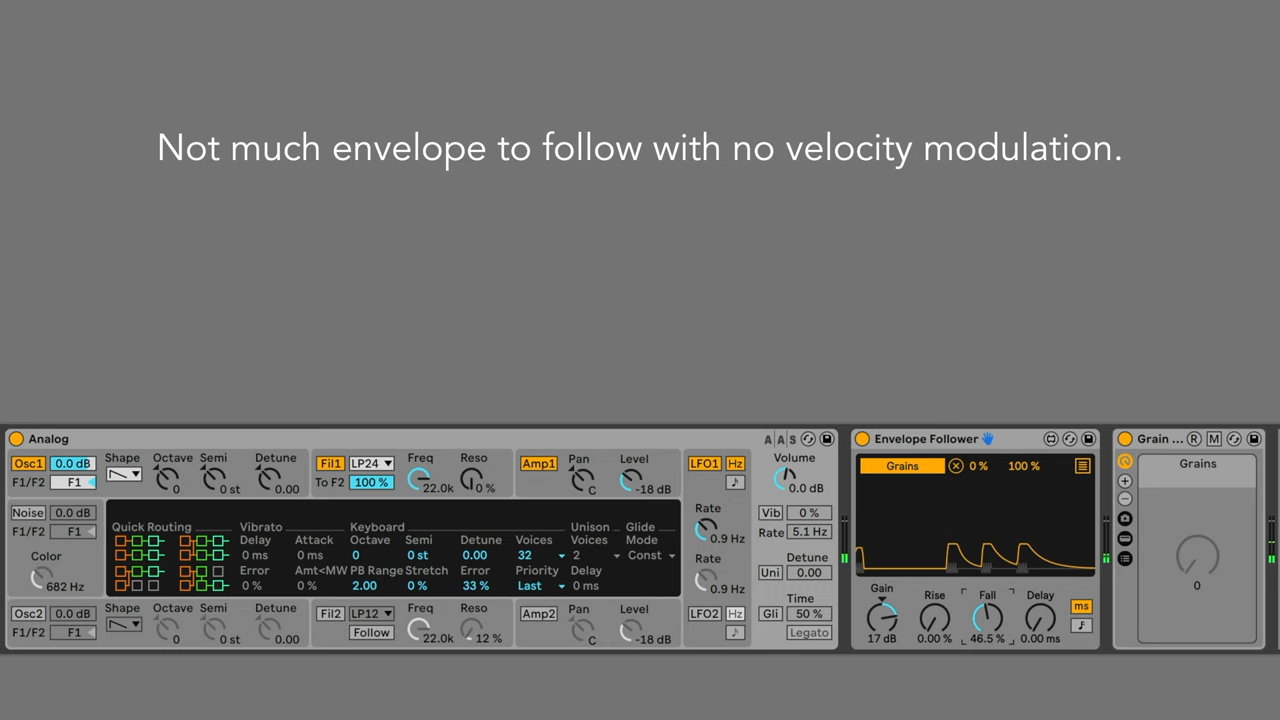 Not much envelope to follow with no velocity modulation.
Analog
A A S
Osc1 0.0 dB Shape Octave Semi Detune
F1/F2 F1 0 0 st 0.00
Fil1 LP24 Freq Reso
To F2 100 % 22.0k 0 %
Amp1 Pan Level
C -18 dB
LFO1 Hz
Volume
0.0 dB
Noise 0.0 dB
F1/F2 F1
Color
682 Hz
Quick Routing Vibrato Keyboard Unison Glide
Delay Attack Octave Semi Detune Voices Voices Mode
0 ms 0 ms 0 0 st 0.00 32 2 Const
Error Amt<MW PB Range Stretch Error Priority Delay
0 % 0 % 2.00 0 % 33 % Last 0 ms
Rate
0.9 Hz
Rate
0.9 Hz
Vib 0 %
Rate 5.1 Hz
Detune
Uni 0.00
Time
Gli 50 %
Legato
Osc2 0.0 dB Shape Octave Semi Detune
F1/F2 F1 0 0 st 0.00
Fil2 LP12 Freq Reso
Follow 22.0k 12 %
Amp2 Pan Level
C -18 dB
LFO2 Hz
Envelope Follower
Grains 0 % 100 %
Gain Rise Fall Delay
17 dB 0.00 % 46.5 % 0.00 ms
ms
Grain ... R M
Grains
0